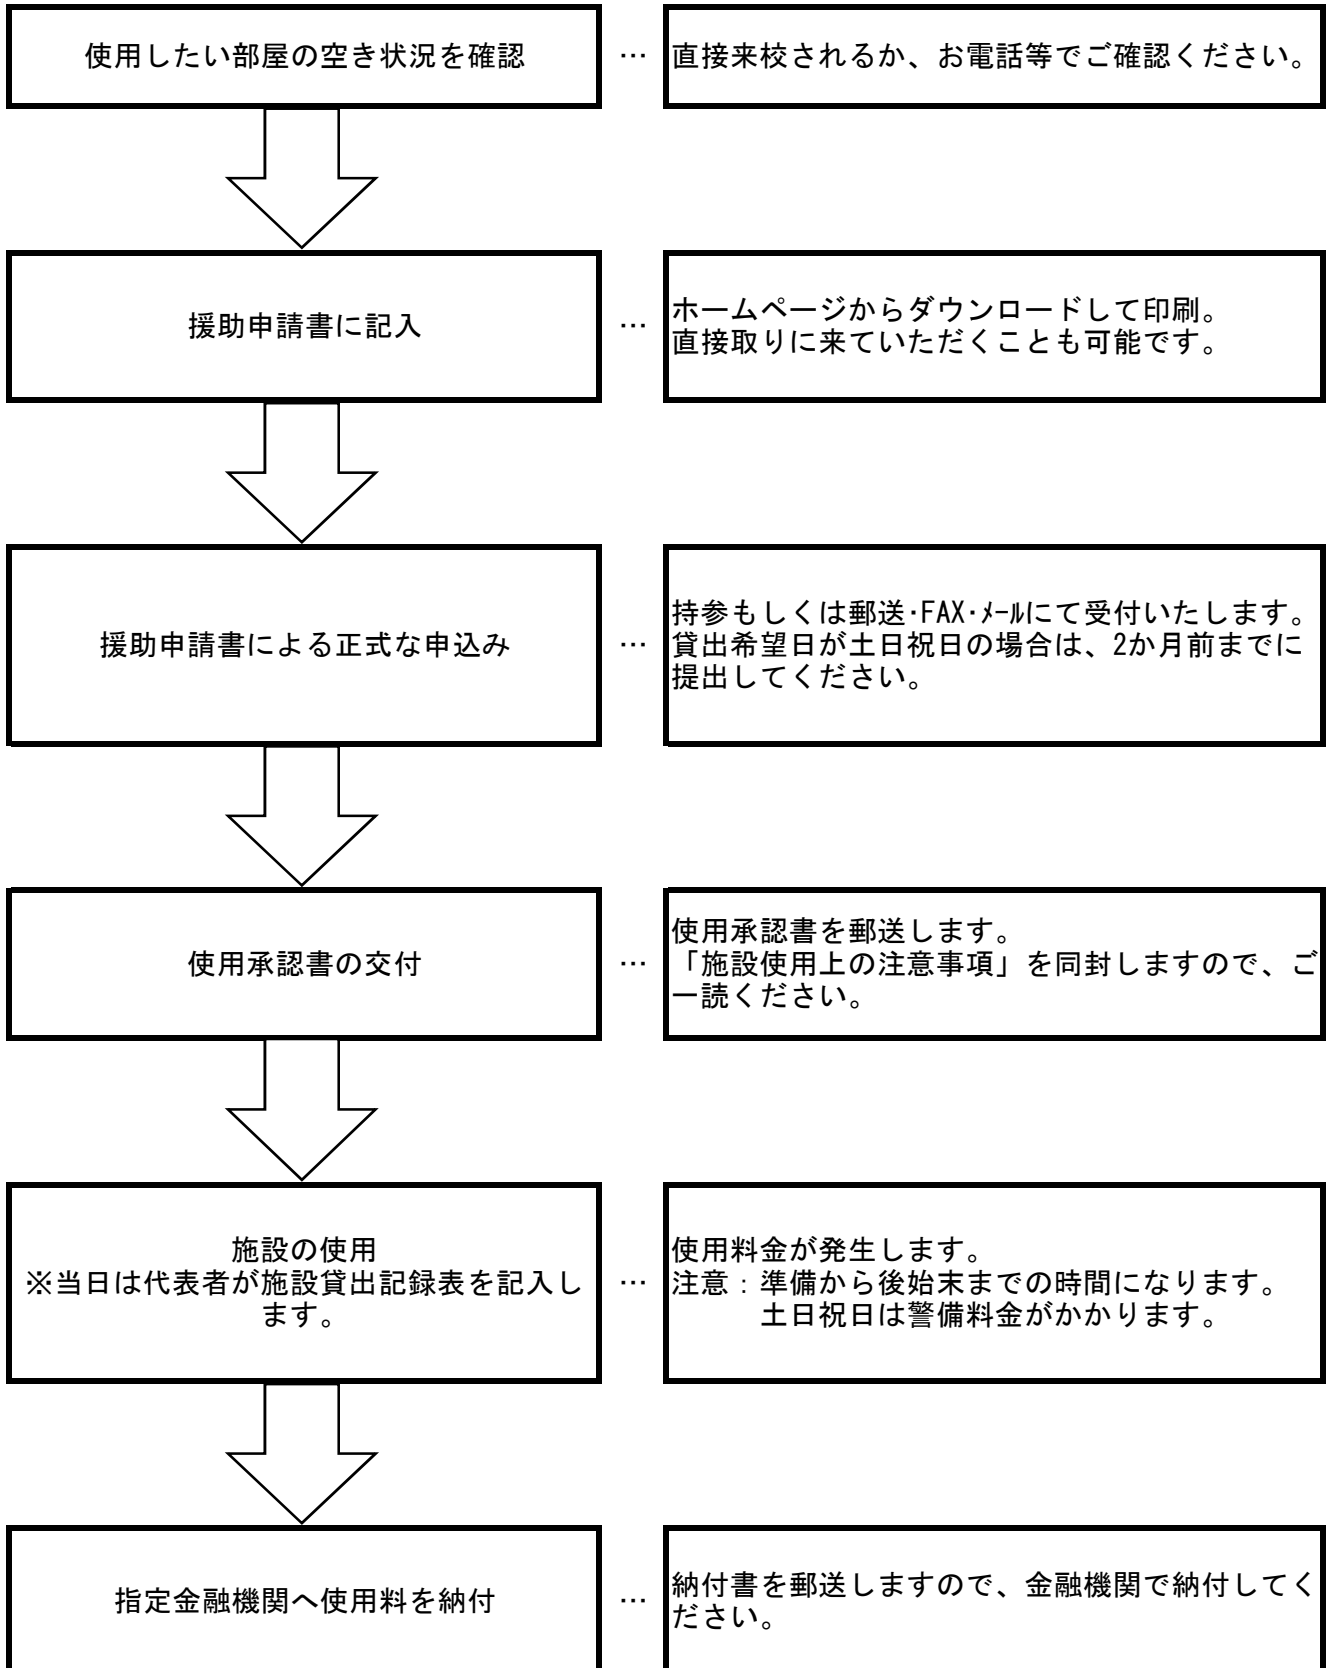 使用したい部屋の空き状況を確認
…
直接来校されるか、お電話等でご確認ください。
援助申請書に記入
…
ホームページからダウンロードして印刷。
直接取りに来ていただくことも可能です。
援助申請書による正式な申込み
…
持参もしくは郵送･FAX･ﾒｰﾙにて受付いたします。
貸出希望日が土日祝日の場合は、2か月前までに
提出してください。
使用承認書の交付
…
使用承認書を郵送します。
「施設使用上の注意事項」を同封しますので、ご
一読ください。
施設の使用
※当日は代表者が施設貸出記録表を記入し
ます。
…
使用料金が発生します。
注意：準備から後始末までの時間になります。
土日祝日は警備料金がかかります。
指定金融機関へ使用料を納付
…
納付書を郵送しますので、金融機関で納付してく
ださい。